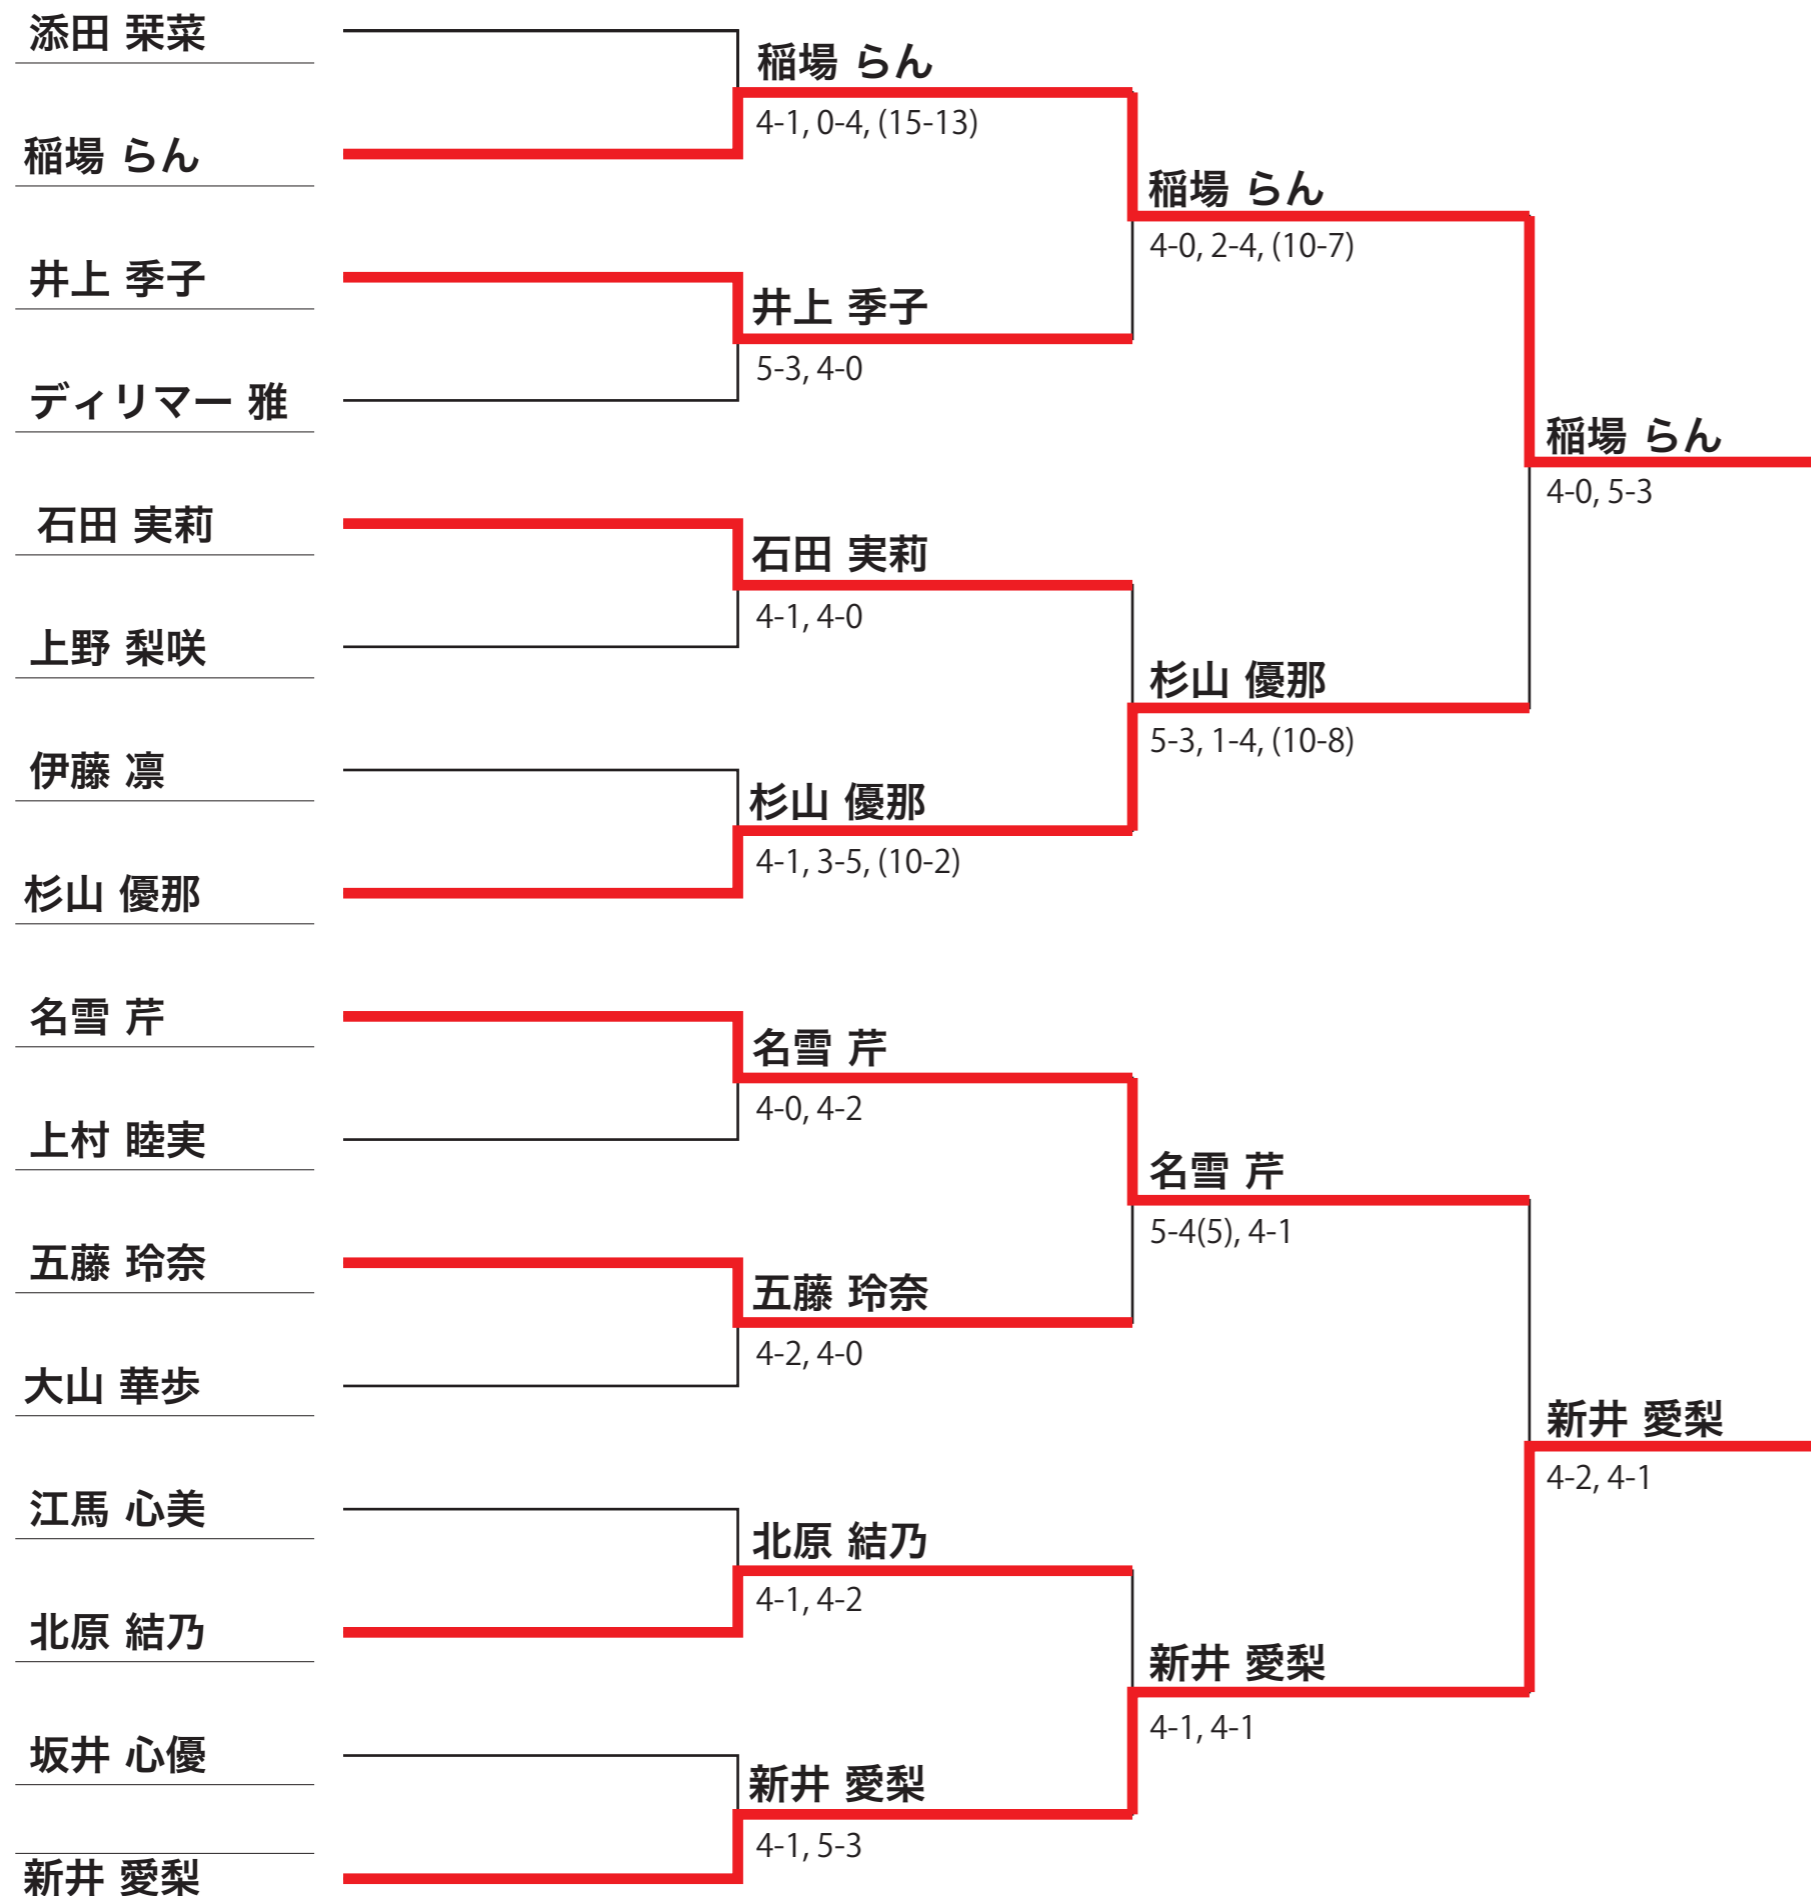 添田 栞菜
稲場 らん
井上 季子
ディリマー 雅
石田 実莉
上野 梨咲
伊藤 凛
杉山 優那
名雪 芹
上村 睦実
五藤 玲奈
大山 華歩
江馬 心美
北原 結乃
坂井 心優
新井 愛梨
稲場 らん
4-1, 0-4, (15-13)
井上 季子
5-3, 4-0
石田 実莉
4-1, 4-0
杉山 優那
4-1, 3-5, (10-2)
名雪 芹
4-0, 4-2
五藤 玲奈
4-2, 4-0
北原 結乃
4-1, 4-2
新井 愛梨
4-1, 5-3
稲場 らん
4-0, 2-4, (10-7)
杉山 優那
5-3, 1-4, (10-8)
名雪 芹
5-4(5), 4-1
新井 愛梨
4-1, 4-1
稲場 らん
4-0, 5-3
新井 愛梨
4-2, 4-1